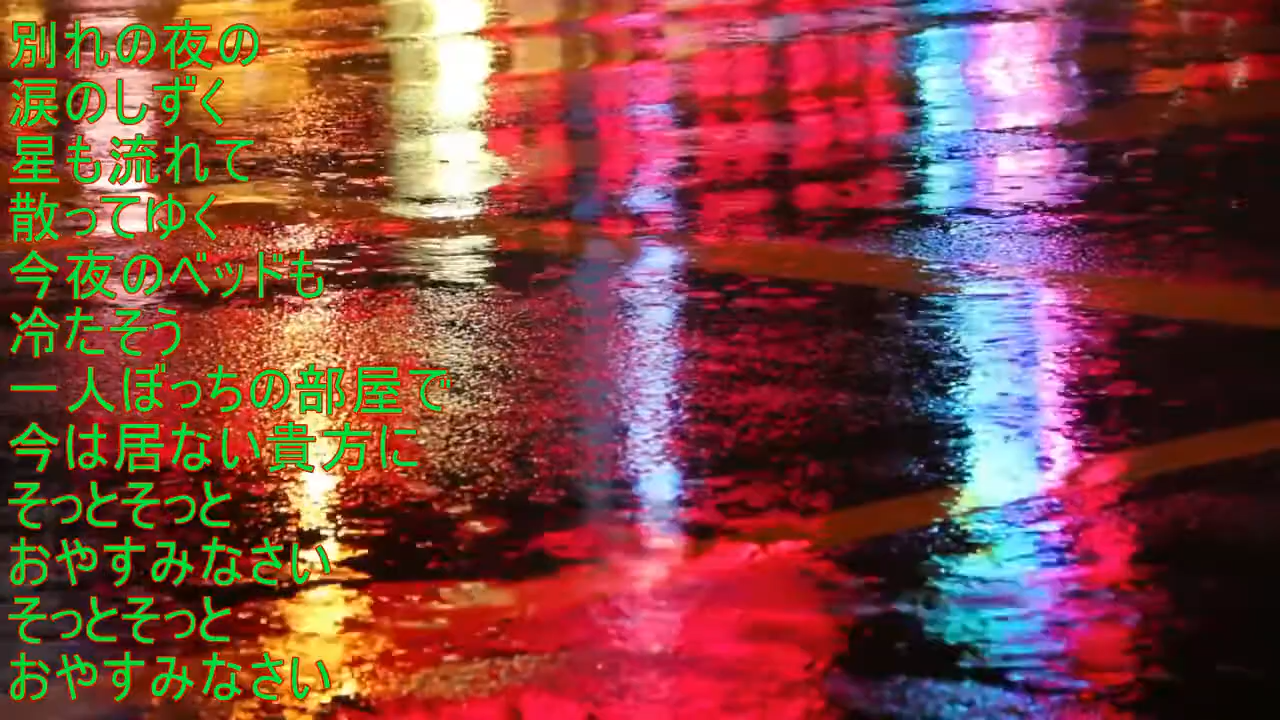 別れの夜の
涙のしずく
星も流れて
散ってゆく
今夜のベッドも
冷たそう
一人ぼっちの部屋で
今は居ない貴方に
そっとそっと
おやすみなさい
そっとそっと
おやすみなさい